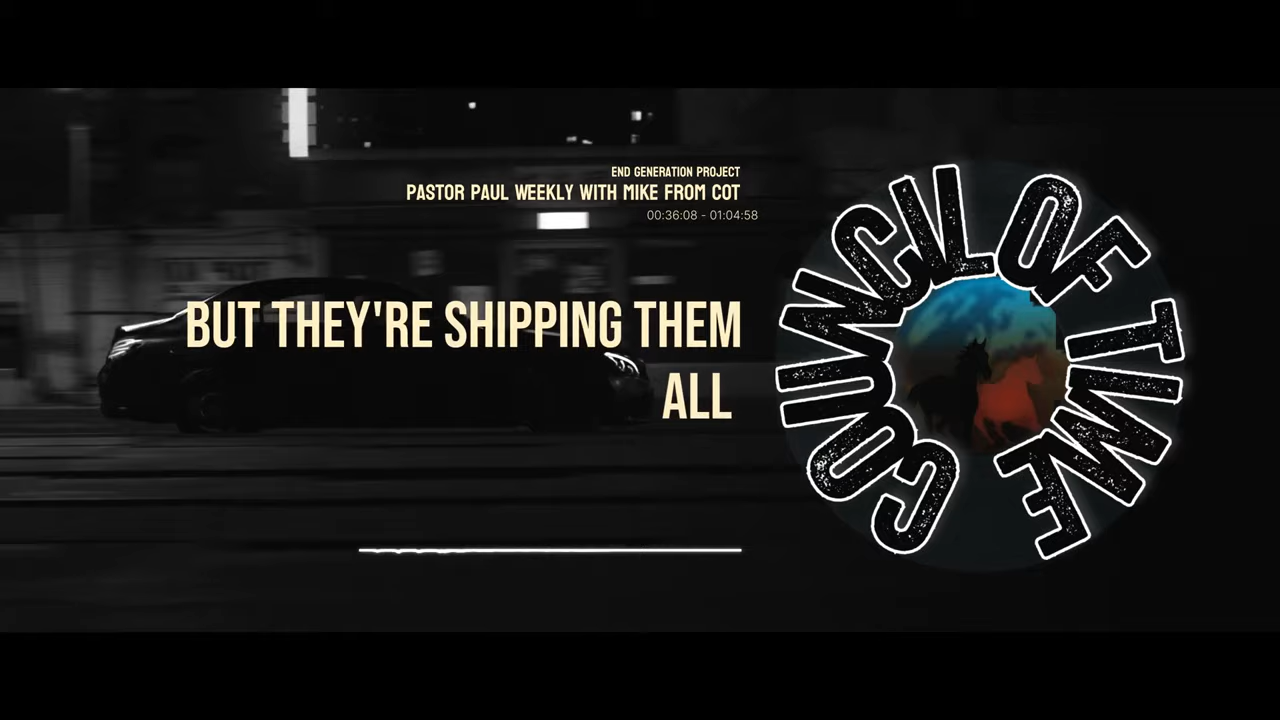 END GENERATION PROJECT
PASTOR PAUL WEEKLY WITH MIKE FROM COT
00:36:08 - 01:04:58
BUT THEY'RE SHIPPING THEM
ALL
COUNCIL OF TIME